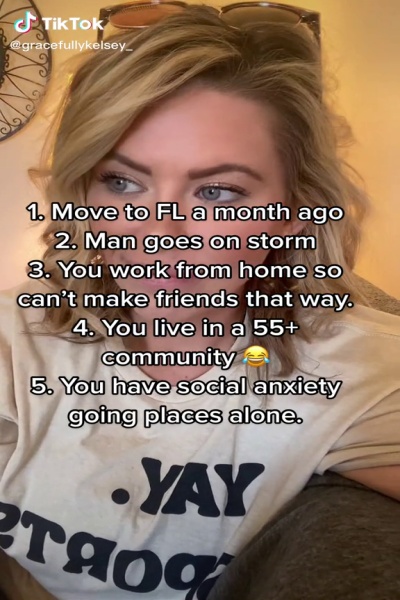 TikTok
@gracefullykelsey_
1. Move to FL a month ago
2. Man goes on storm
3. You work from home so
can't make friends that way.
4. You live in a 55+
community 😂
5. You have social anxiety
going places alone.
.YAY
SPORTS